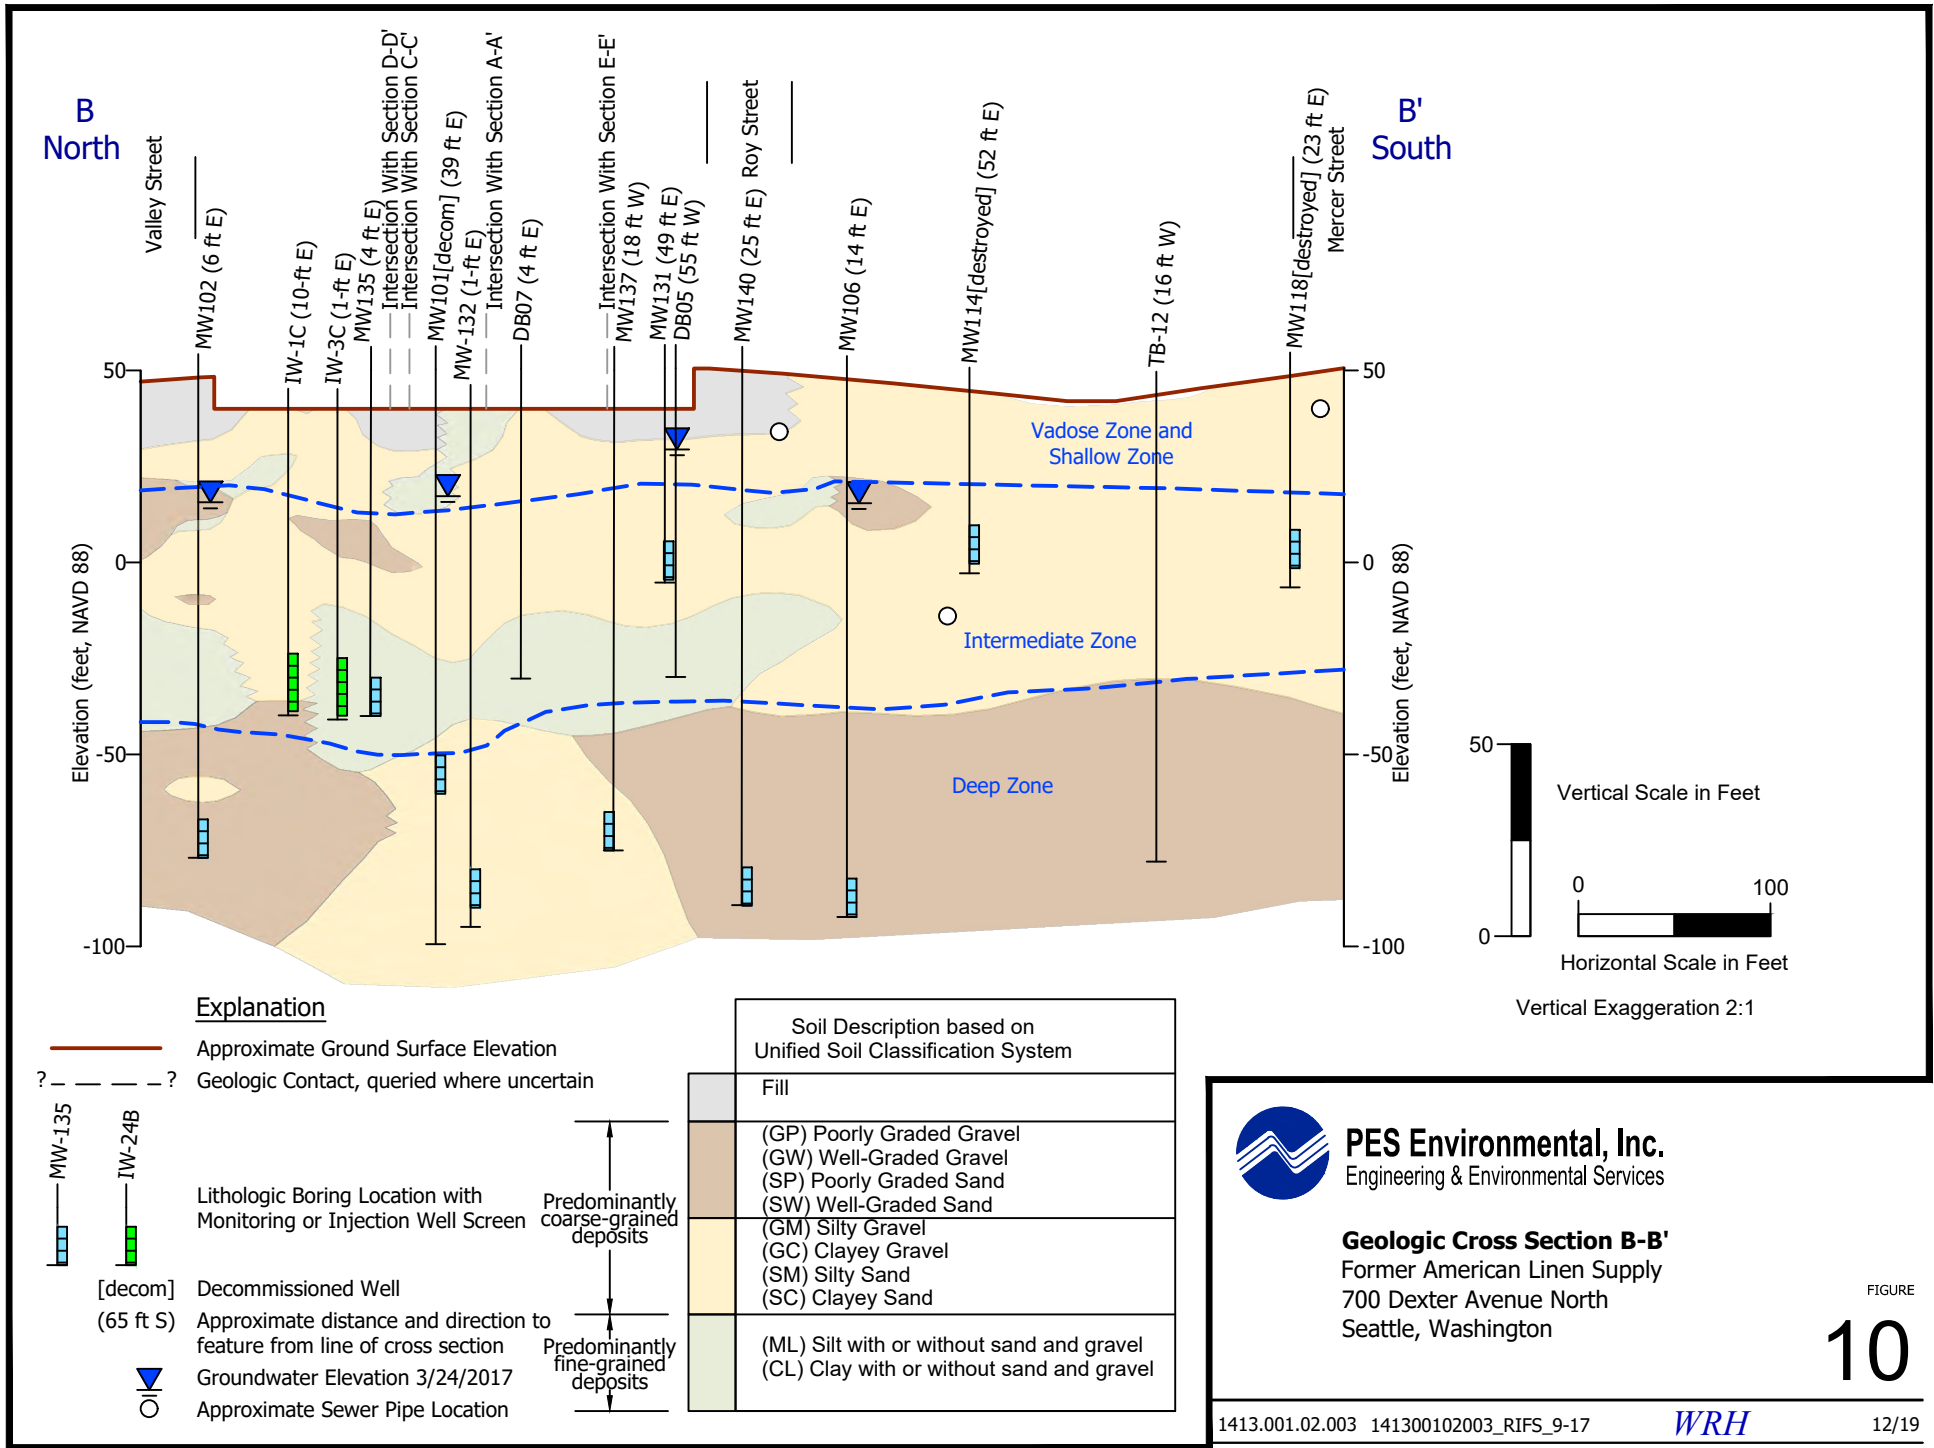 B
North
Valley Street
MW102 (6 ft E)
IW-1C (10-ft E)
IW-3C (1-ft E)
MW135 (4 ft E)
Intersection With Section D-D'
Intersection With Section C-C'
MW101[decom] (39 ft E)
MW-132 (1-ft E)
Intersection With Section A-A'
DB07 (4 ft E)
Intersection With Section E-E'
MW137 (18 ft W)
MW131 (49 ft E)
DB05 (55 ft W)
MW140 (25 ft E)
Roy Street
MW106 (14 ft E)
MW114[destroyed] (52 ft E)
TB-12 (16 ft W)
MW118[destroyed] (23 ft E)
Mercer Street
B'
South
50
0
-50
-100
Elevation (feet, NAVD 88)
50
0
-50
-100
Elevation (feet, NAVD 88)
Vadose Zone and
Shallow Zone
Intermediate Zone
Deep Zone
50
0
Vertical Scale in Feet
0
100
Horizontal Scale in Feet
Vertical Exaggeration 2:1
Explanation
Approximate Ground Surface Elevation
? ?
Geologic Contact, queried where uncertain
MW-135
IW-24B
Lithologic Boring Location with
Monitoring or Injection Well Screen
[decom] Decommissioned Well
(65 ft S) Approximate distance and direction to
feature from line of cross section
Groundwater Elevation 3/24/2017
Approximate Sewer Pipe Location
Predominantly
coarse-grained
deposits
Predominantly
fine-grained
deposits
Soil Description based on
Unified Soil Classification System
Fill
(GP) Poorly Graded Gravel
(GW) Well-Graded Gravel
(SP) Poorly Graded Sand
(SW) Well-Graded Sand
(GM) Silty Gravel
(GC) Clayey Gravel
(SM) Silty Sand
(SC) Clayey Sand
(ML) Silt with or without sand and gravel
(CL) Clay with or without sand and gravel
PES Environmental, Inc.
Engineering & Environmental Services
Geologic Cross Section B-B'
Former American Linen Supply
700 Dexter Avenue North
Seattle, Washington
FIGURE
10
1413.001.02.003 141300102003_RIFS_9-17 WRH 12/19